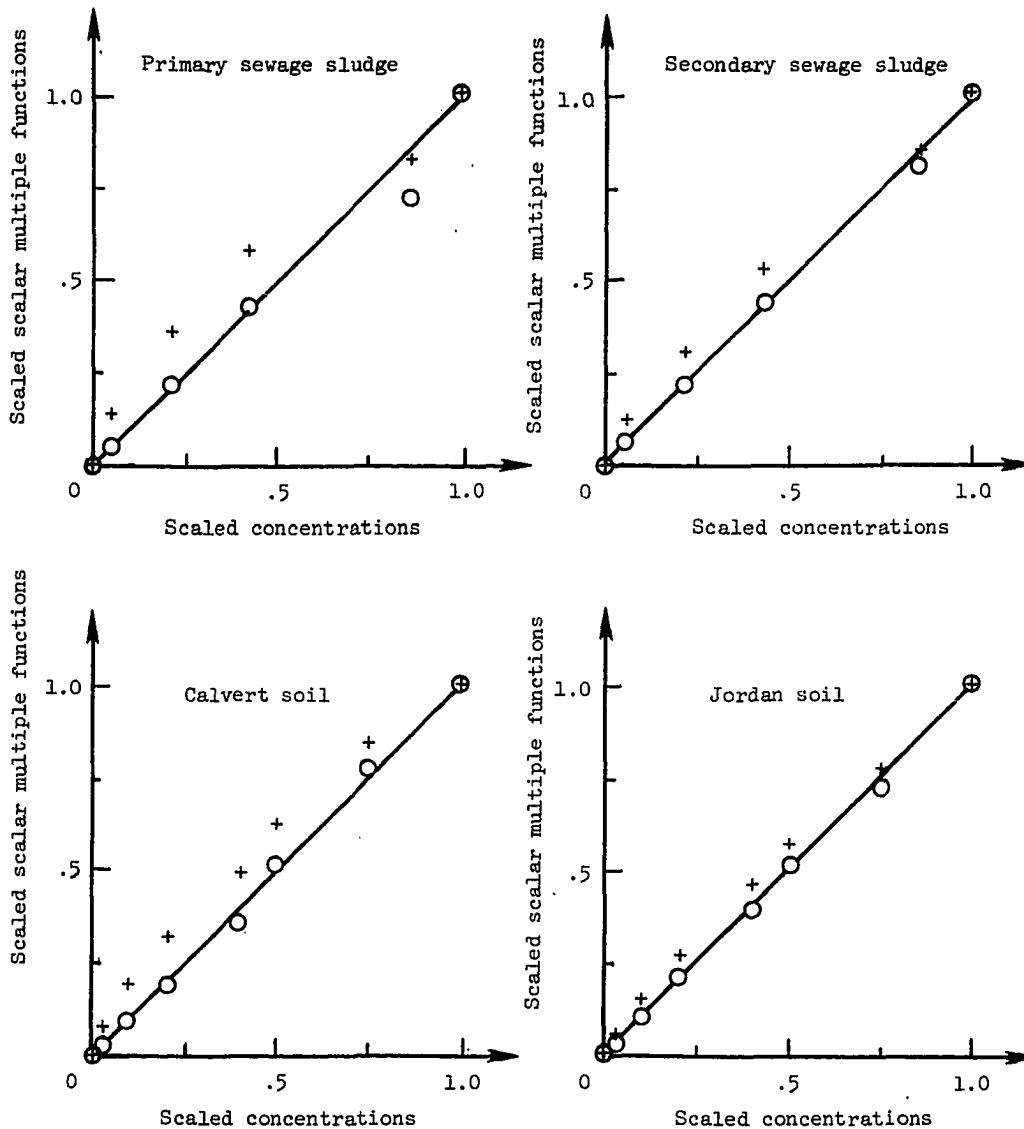 Primary sewage sludge
Scaled scalar multiple functions
1.0
.5
0
.5
1.0
Scaled concentrations
Secondary sewage sludge
Scaled scalar multiple functions
1.0
.5
0
.5
1.0
Scaled concentrations
Calvert soil
Scaled scalar multiple functions
1.0
.5
0
.5
1.0
Scaled concentrations
Jordan soil
Scaled scalar multiple functions
1.0
.5
0
.5
1.0
Scaled concentrations